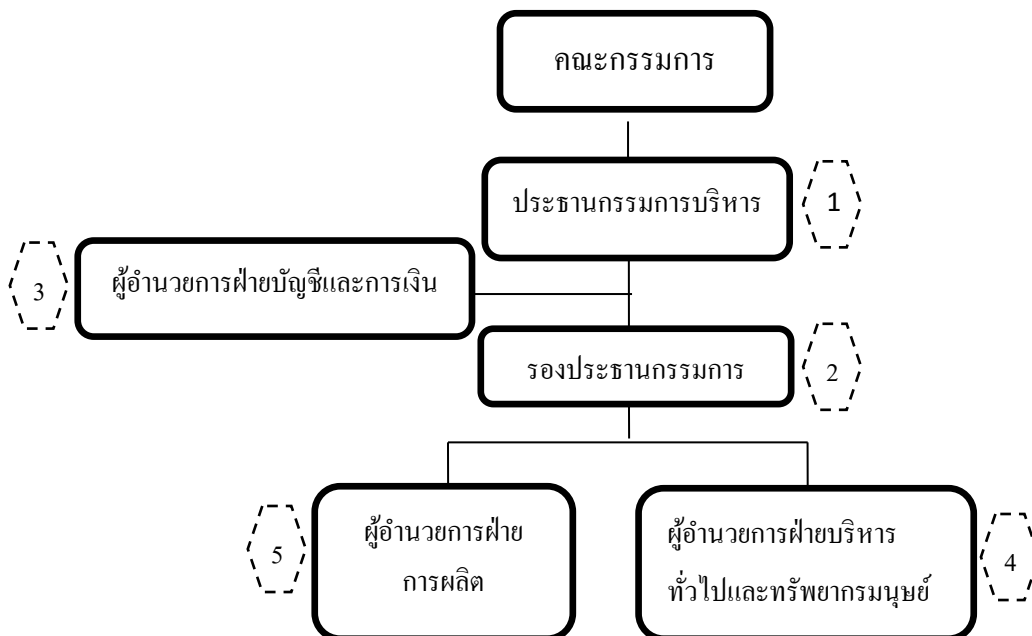 คณะกรรมการ
ประธานกรรมการบริหาร
1
ผู้อำนวยการฝ่ายบัญชีและการเงิน
3
รองประธานกรรมการ
2
ผู้อำนวยการฝ่าย
การผลิต
5
ผู้อำนวยการฝ่ายบริหาร
ทั่วไปและทรัพยากรมนุษย์
4